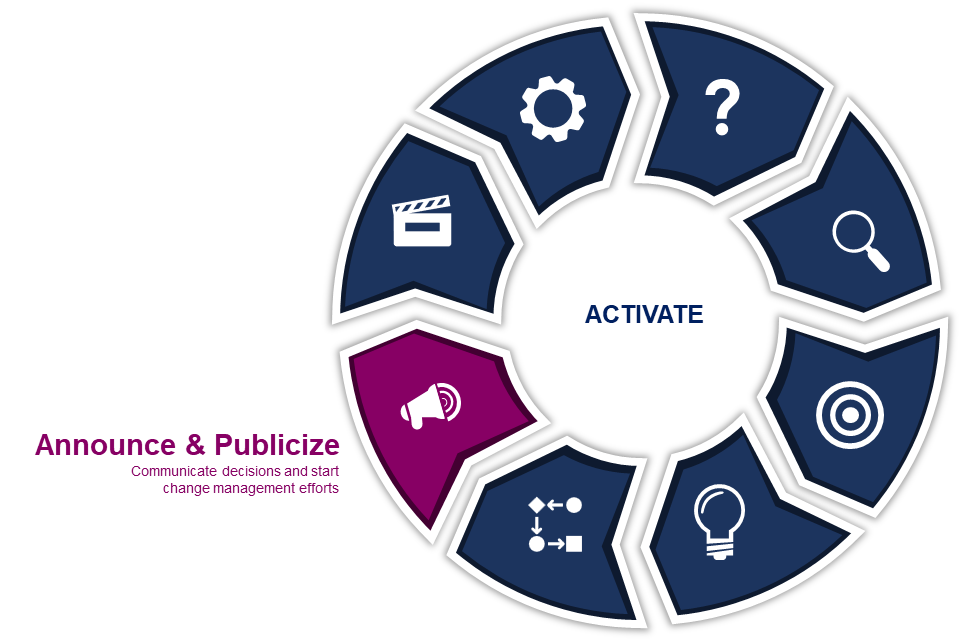 ACTIVATE
Announce & Publicize
Communicate decisions and start
change management efforts